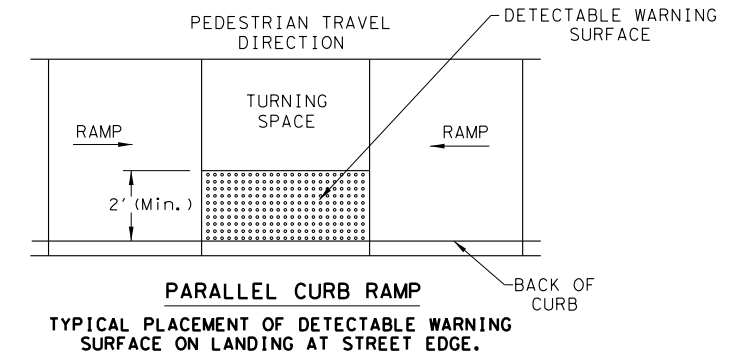 PEDESTRIAN TRAVEL
DIRECTION
DETECTABLE WARNING
SURFACE
TURNING
SPACE
RAMP
RAMP
2' (Min.)
BACK OF
CURB
PARALLEL CURB RAMP
TYPICAL PLACEMENT OF DETECTABLE WARNING
SURFACE ON LANDING AT STREET EDGE.